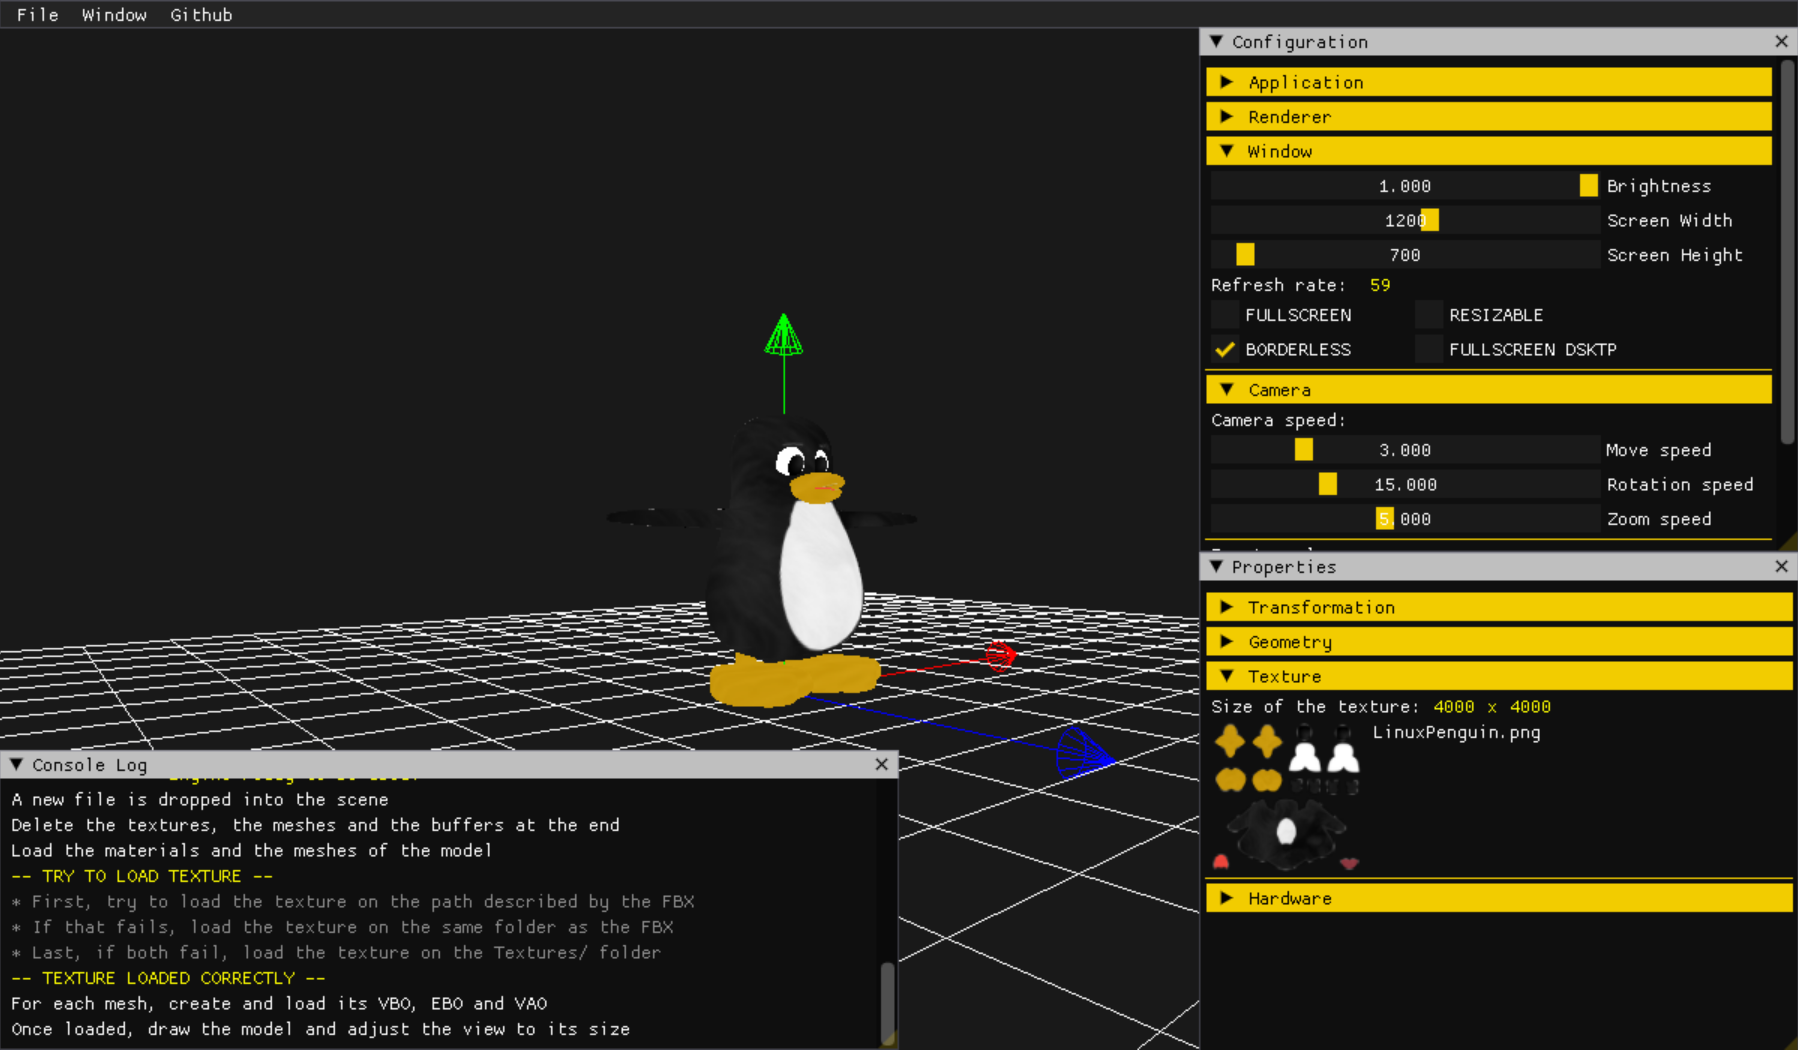 File Window Github
Configuration
Application
Renderer
Window
1.000 Brightness
1200 Screen Width
700 Screen Height
Refresh rate: 59
FULLSCREEN RESIZABLE
BORDERLESS FULLSCREEN DSKTP
Camera
Camera speed:
3.000 Move speed
15.000 Rotation speed
5.000 Zoom speed
Properties
Transformation
Geometry
Texture
Size of the texture: 4000 x 4000
LinuxPenguin.png
Hardware
Console Log
A new file is dropped into the scene
Delete the textures, the meshes and the buffers at the end
Load the materials and the meshes of the model
-- TRY TO LOAD TEXTURE --
* First, try to load the texture on the path described by the FBX
* If that fails, load the texture on the same folder as the FBX
* Last, if both fail, load the texture on the Textures/ folder
-- TEXTURE LOADED CORRECTLY --
For each mesh, create and load its VBO, EBO and VAO
Once loaded, draw the model and adjust the view to its size